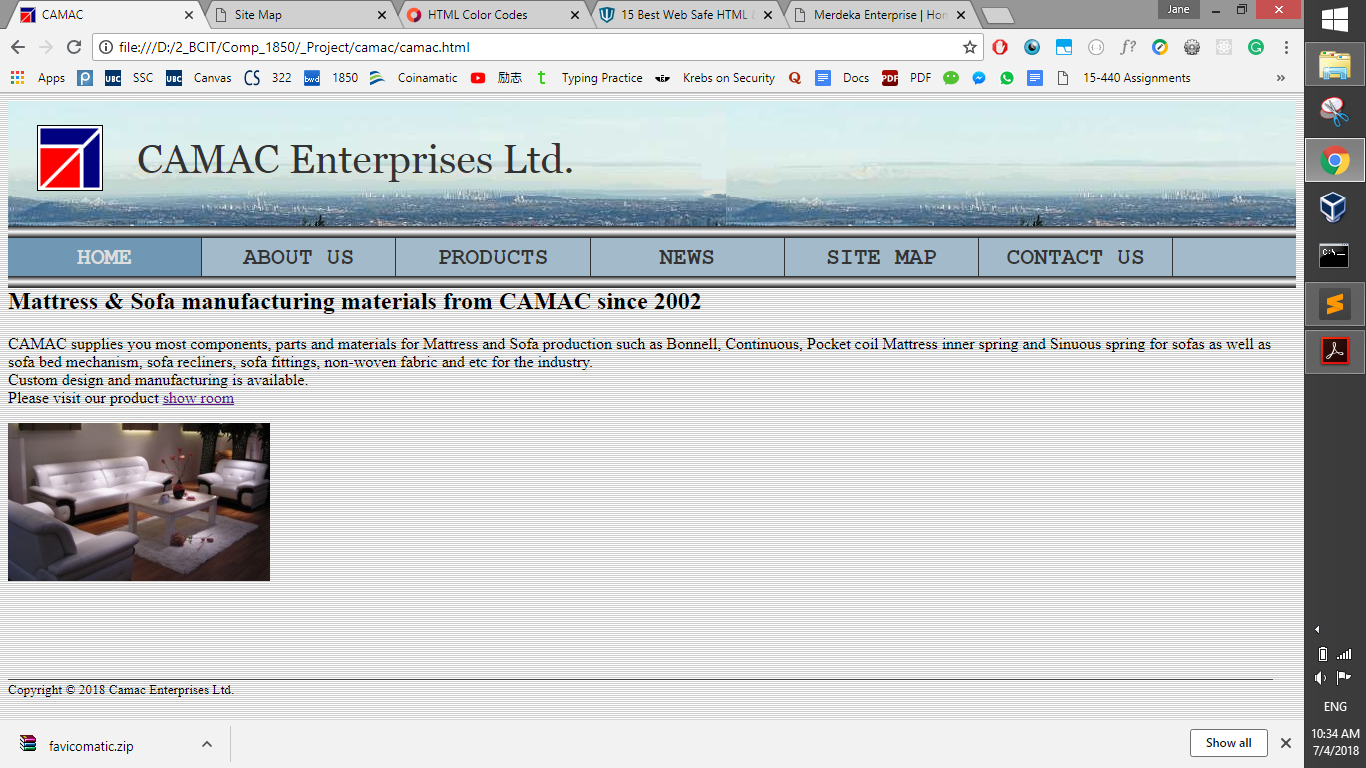 CAMAC
Site Map
HTML Color Codes
15 Best Web Safe HTML
Merdeka Enterprise | Hon
Jane
file:///D:/2_BCIT/Comp_1850/_Project/camac/camac.html
Apps UBC SSC UBC Canvas CS 322 bwd 1850 Coinamatic 励志 t Typing Practice Krebs on Security Q Docs PDF PDF 15-440 Assignments »
CAMAC Enterprises Ltd.
HOME ABOUT US PRODUCTS NEWS SITE MAP CONTACT US
Mattress & Sofa manufacturing materials from CAMAC since 2002
CAMAC supplies you most components, parts and materials for Mattress and Sofa production such as Bonnell, Continuous, Pocket coil Mattress inner spring and Sinuous spring for sofas as well as
sofa bed mechanism, sofa recliners, sofa fittings, non-woven fabric and etc for the industry.
Custom design and manufacturing is available.
Please visit our product show room
Copyright © 2018 Camac Enterprises Ltd.
favicomatic.zip
Show all
ENG
10:34 AM
7/4/2018